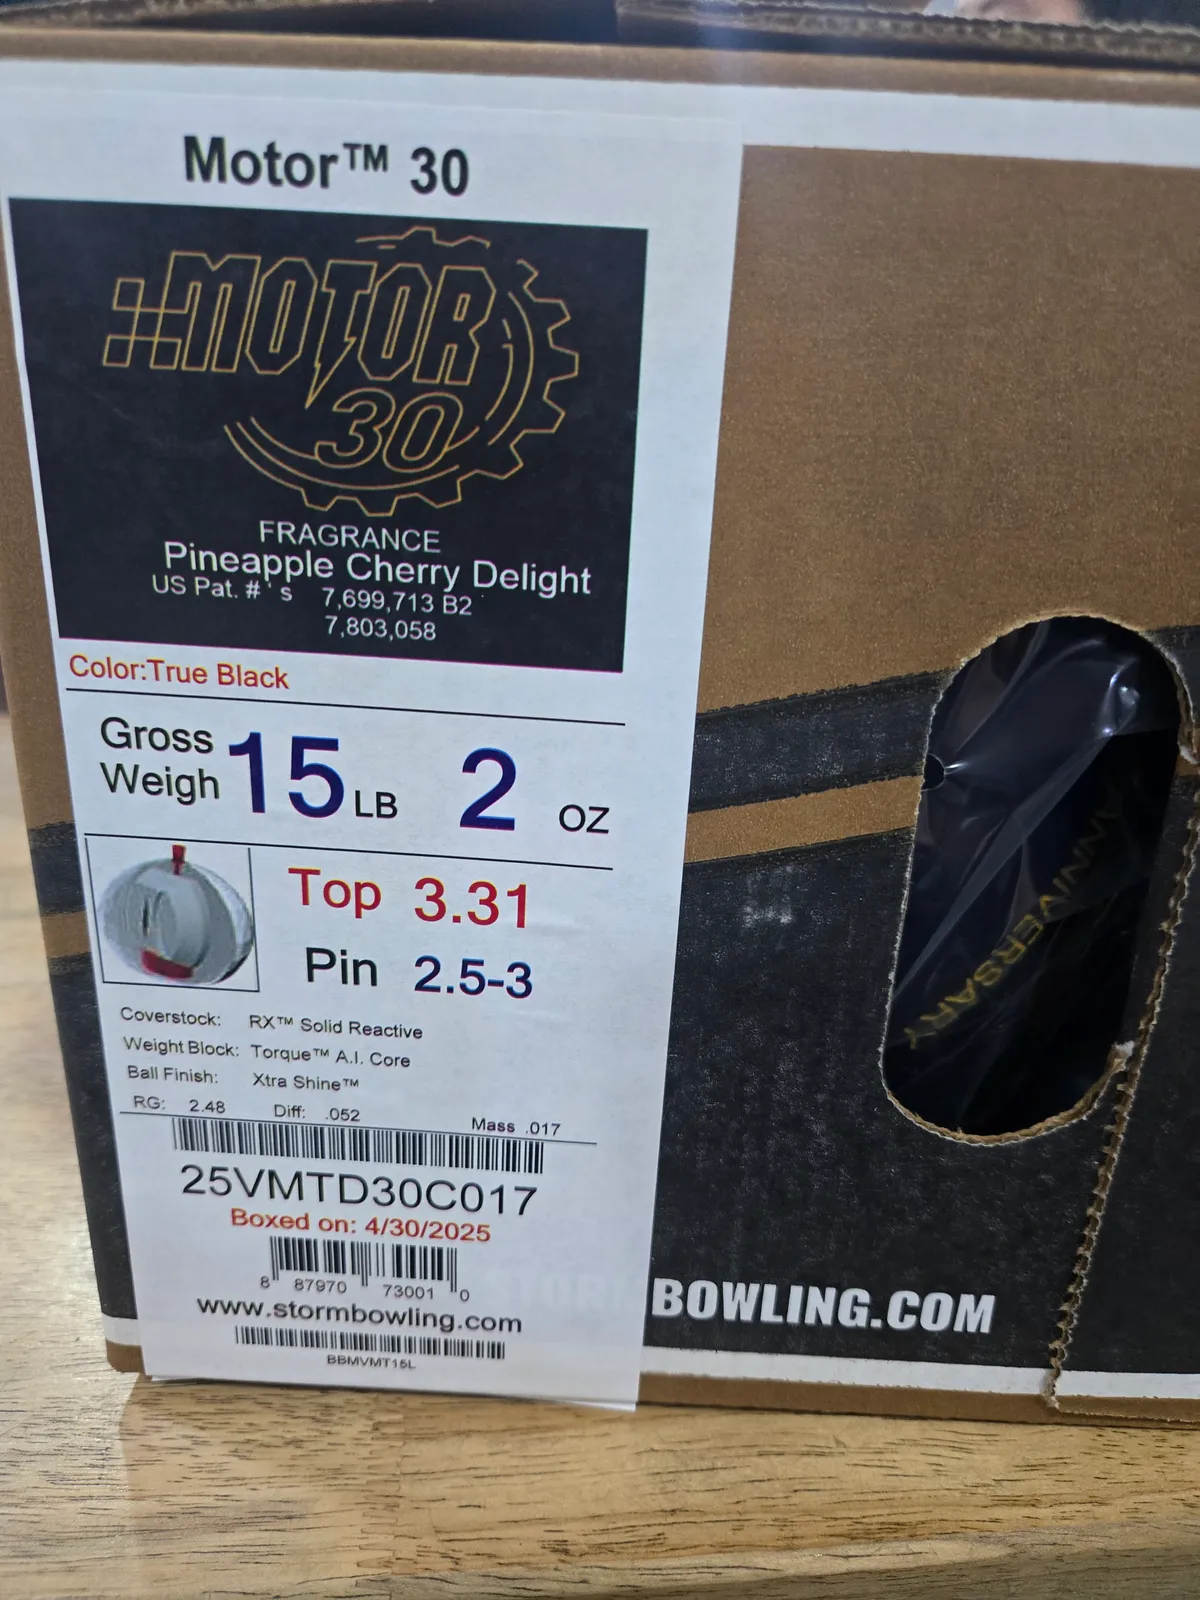 Motor™ 30
MOTOR
30
FRAGRANCE
Pineapple Cherry Delight
US Pat. #'s 7,699,713 B2
7,803,058
Color:True Black
Gross
Weigh
15 LB 2 OZ
Top 3.31
Pin 2.5-3
Coverstock: RX™ Solid Reactive
Weight Block: Torque™ A.I. Core
Ball Finish: Xtra Shine™
RG: 2.48 Diff: .052 Mass .017
25VMTD30C017
Boxed on: 4/30/2025
8 87970 73001 0
www.stormbowling.com
BBMVMT15L
ANNIVERSARY
STORMBOWLING.COM